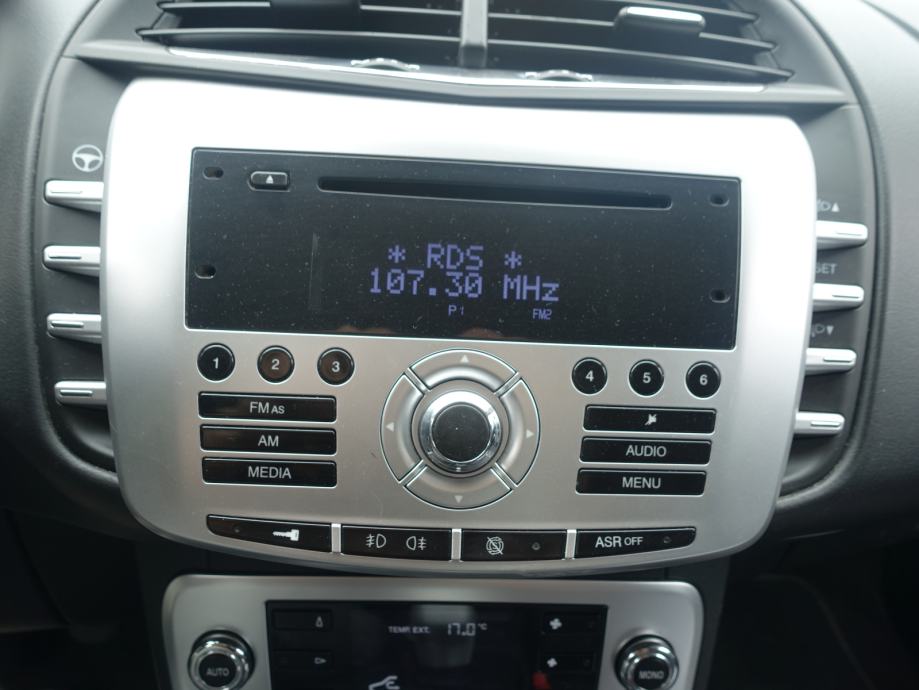 * RDS *
107.30 MHz
P1 FM2
SET
1 2 3 4 5 6
FM AS
AM AUDIO
MEDIA MENU
ASR OFF
TEMP. EXT. 17.0 °C
AUTO MONO